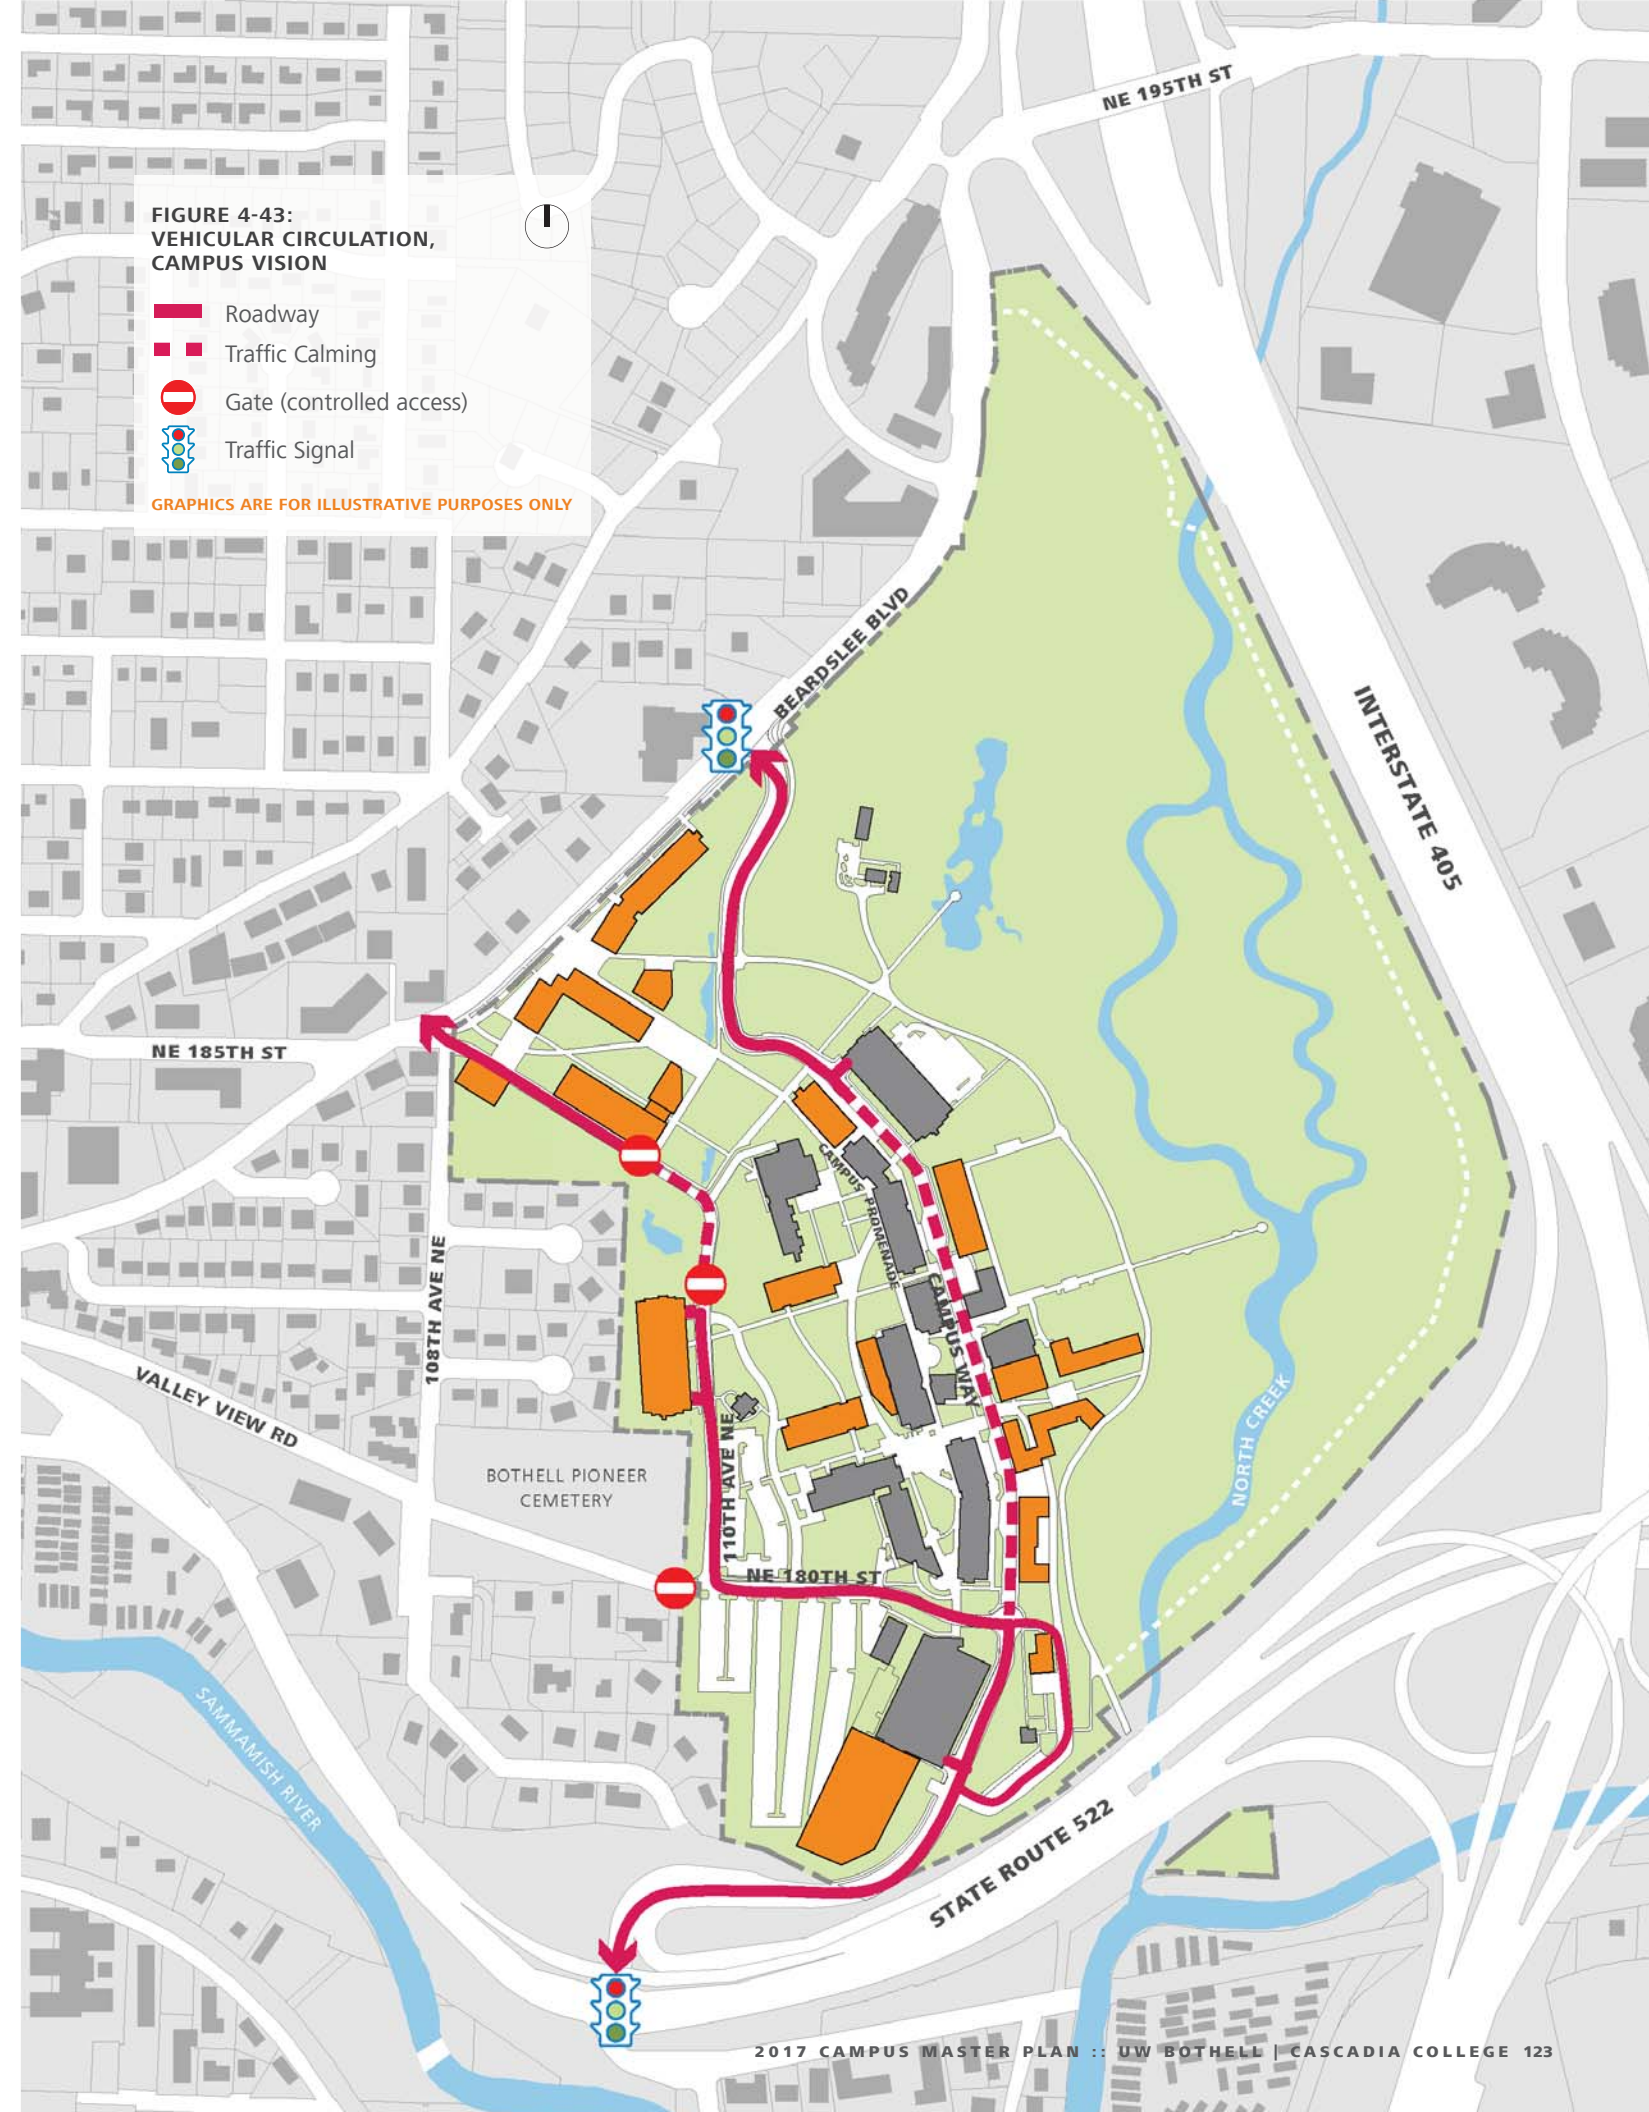 NE 195TH ST
FIGURE 4-43:
VEHICULAR CIRCULATION,
CAMPUS VISION
Roadway
Traffic Calming
Gate (controlled access)
Traffic Signal
GRAPHICS ARE FOR ILLUSTRATIVE PURPOSES ONLY
BEARDSLEE BLVD
INTERSTATE 405
NE 185TH ST
CAMPUS PROMENADE
108TH AVE NE
CAMPUS WAY
VALLEY VIEW RD
NORTH CREEK
110TH AVE NE
BOTHELL PIONEER
CEMETERY
NE 180TH ST
SAMMAMISH RIVER
STATE ROUTE 522
2017 CAMPUS MASTER PLAN :: UW BOTHELL | CASCADIA COLLEGE 123